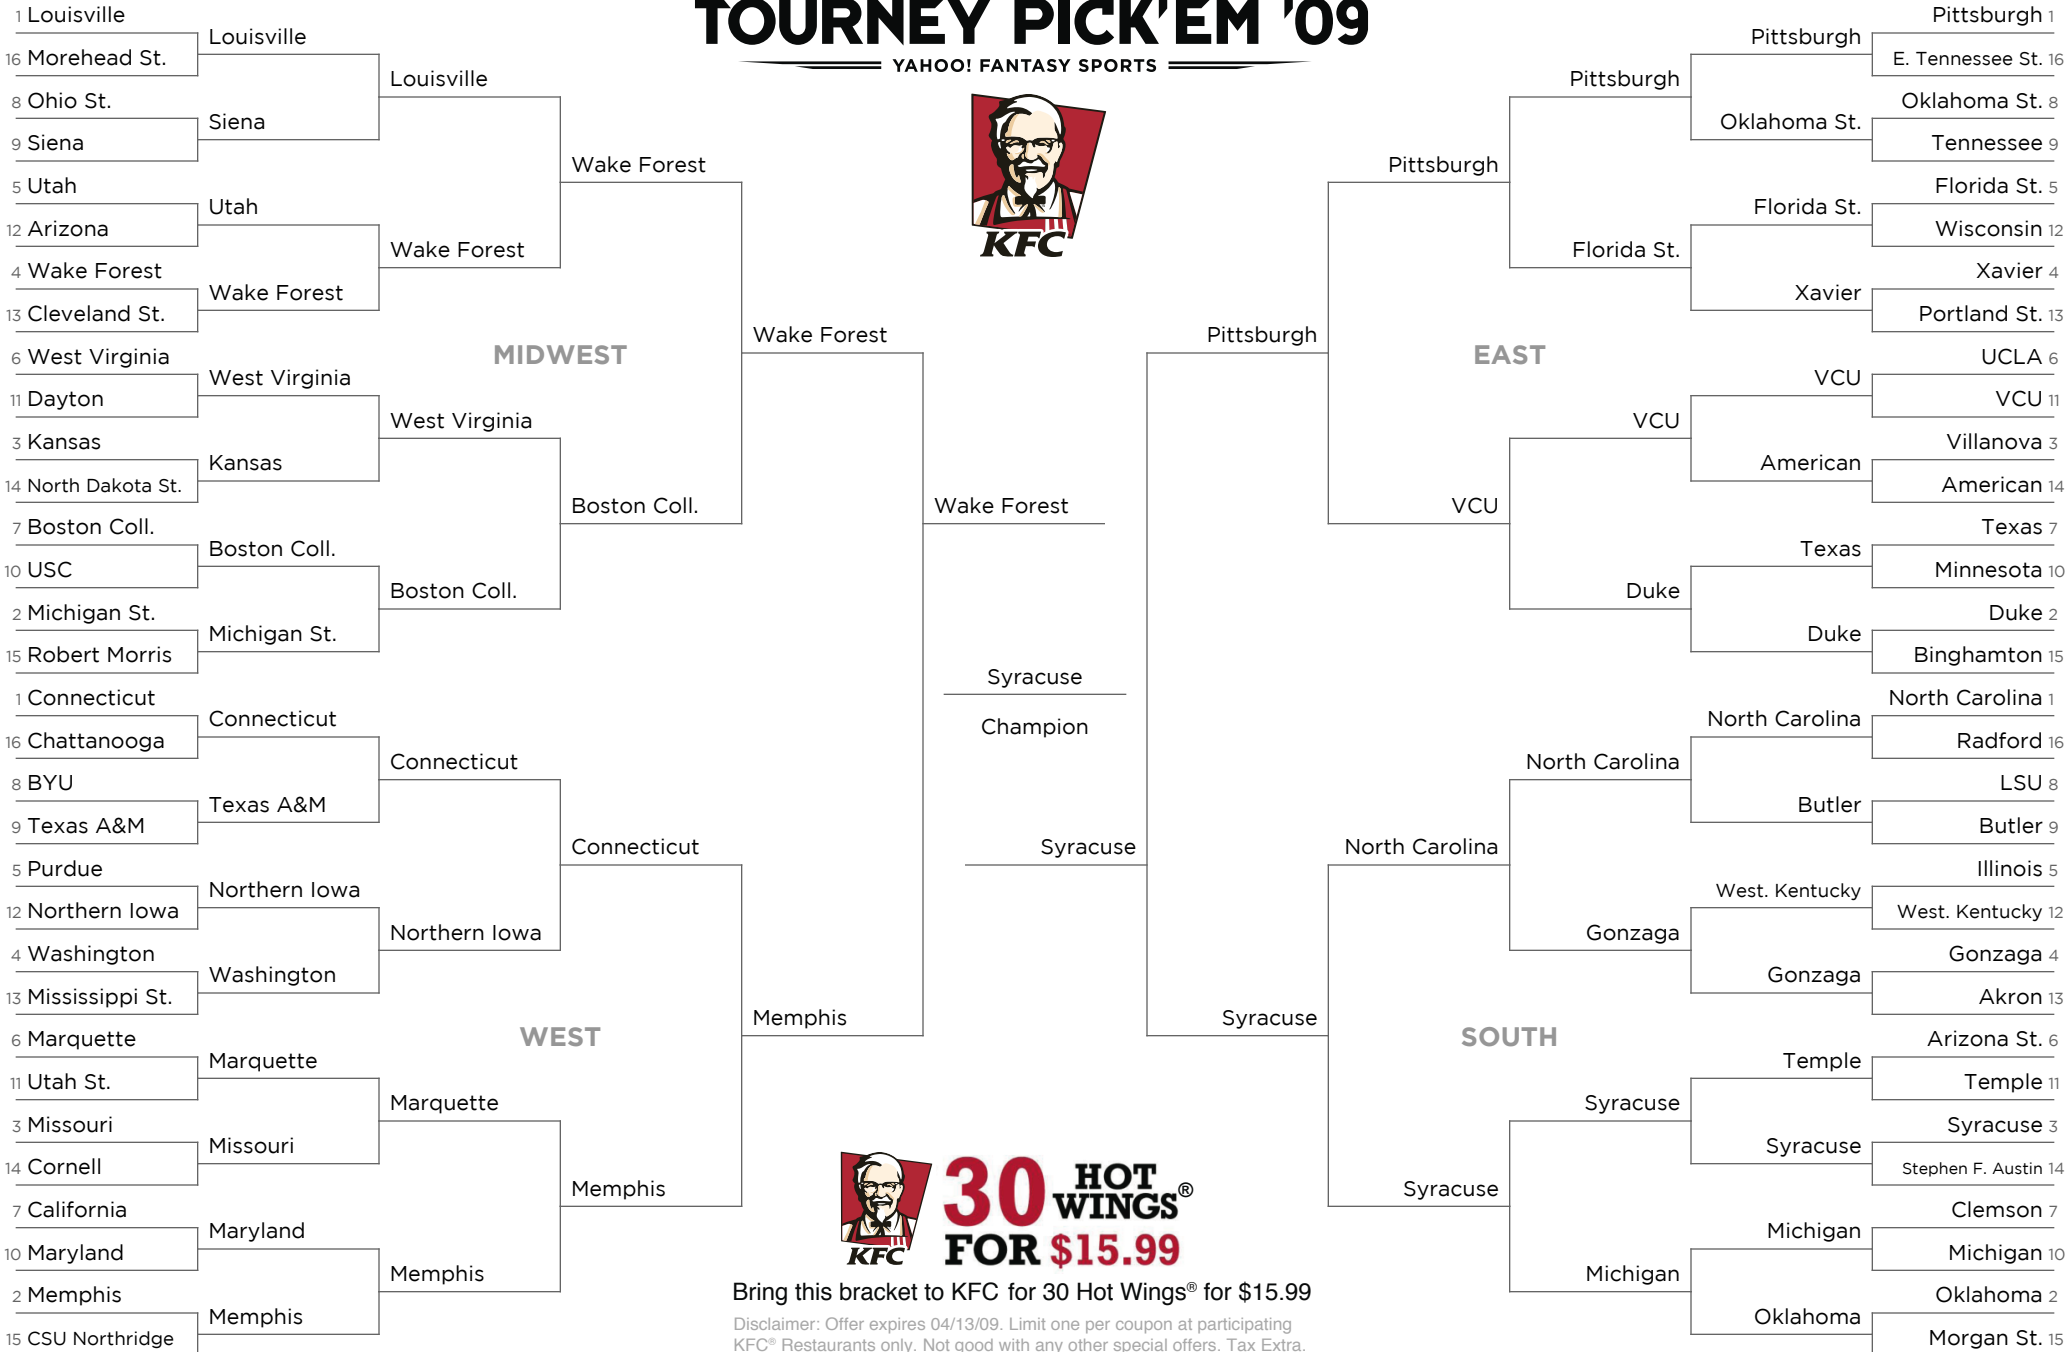 TOURNEY PICK'EM '09
YAHOO! FANTASY SPORTS
KFC
1 Louisville
16 Morehead St.
8 Ohio St.
9 Siena
5 Utah
12 Arizona
4 Wake Forest
13 Cleveland St.
6 West Virginia
11 Dayton
3 Kansas
14 North Dakota St.
7 Boston Coll.
10 USC
2 Michigan St.
15 Robert Morris
1 Connecticut
16 Chattanooga
8 BYU
9 Texas A&M
5 Purdue
12 Northern Iowa
4 Washington
13 Mississippi St.
6 Marquette
11 Utah St.
3 Missouri
14 Cornell
7 California
10 Maryland
2 Memphis
15 CSU Northridge
Louisville
Siena
Utah
Wake Forest
West Virginia
Kansas
Boston Coll.
Michigan St.
Connecticut
Texas A&M
Northern Iowa
Washington
Marquette
Missouri
Maryland
Memphis
Louisville
Wake Forest
West Virginia
Boston Coll.
Connecticut
Northern Iowa
Marquette
Memphis
Wake Forest
MIDWEST
Boston Coll.
Connecticut
WEST
Memphis
Wake Forest
Memphis
Wake Forest
Syracuse
Champion
Syracuse
Pittsburgh
Syracuse
Pittsburgh
EAST
VCU
North Carolina
SOUTH
Syracuse
Pittsburgh
Florida St.
VCU
Duke
North Carolina
Gonzaga
Syracuse
Michigan
Pittsburgh
Oklahoma St.
Florida St.
Xavier
VCU
American
Texas
Duke
North Carolina
Butler
West. Kentucky
Gonzaga
Temple
Syracuse
Michigan
Oklahoma
Pittsburgh 1
E. Tennessee St. 16
Oklahoma St. 8
Tennessee 9
Florida St. 5
Wisconsin 12
Xavier 4
Portland St. 13
UCLA 6
VCU 11
Villanova 3
American 14
Texas 7
Minnesota 10
Duke 2
Binghamton 15
North Carolina 1
Radford 16
LSU 8
Butler 9
Illinois 5
West. Kentucky 12
Gonzaga 4
Akron 13
Arizona St. 6
Temple 11
Syracuse 3
Stephen F. Austin 14
Clemson 7
Michigan 10
Oklahoma 2
Morgan St. 15
KFC
30 HOT WINGS®
FOR $15.99
Bring this bracket to KFC for 30 Hot Wings® for $15.99
Disclaimer: Offer expires 04/13/09. Limit one per coupon at participating
KFC® Restaurants only. Not good with any other special offers. Tax Extra.